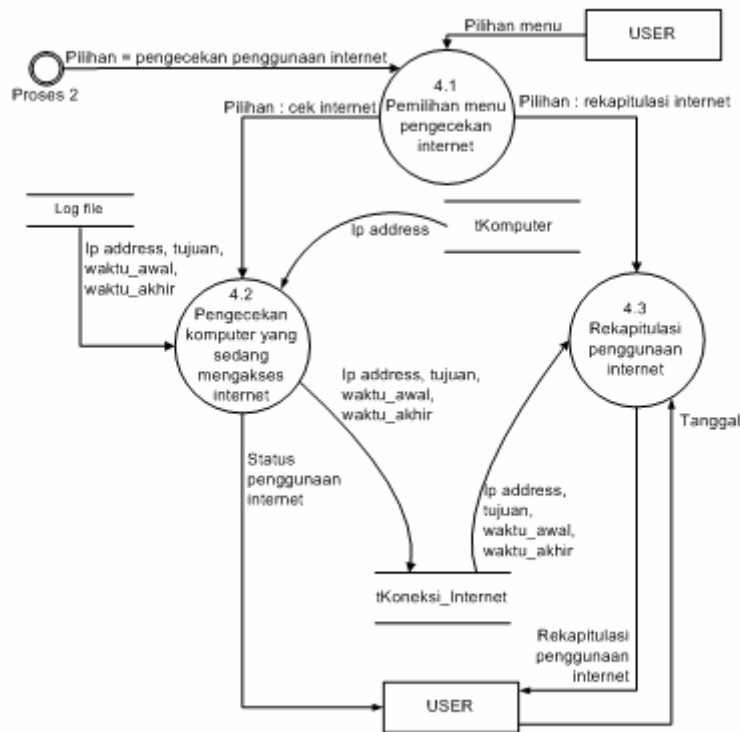 Pilihan menu
USER
Pilihan = pengecekan penggunaan internet
Proses 2
4.1
Pemilihan menu
pengecekan
internet
Pilihan : cek internet
Pilihan : rekapitulasi internet
Log file
Ip address
tKomputer
Ip address, tujuan,
waktu_awal,
waktu_akhir
4.2
Pengecekan
komputer yang
sedang
mengakses
internet
4.3
Rekapitulasi
penggunaan
internet
Ip address, tujuan,
waktu_awal,
waktu_akhir
Tanggal
Status
penggunaan
internet
Ip address,
tujuan,
waktu_awal,
waktu_akhir
tKoneksi_Internet
Rekapitulasi
penggunaan
internet
USER